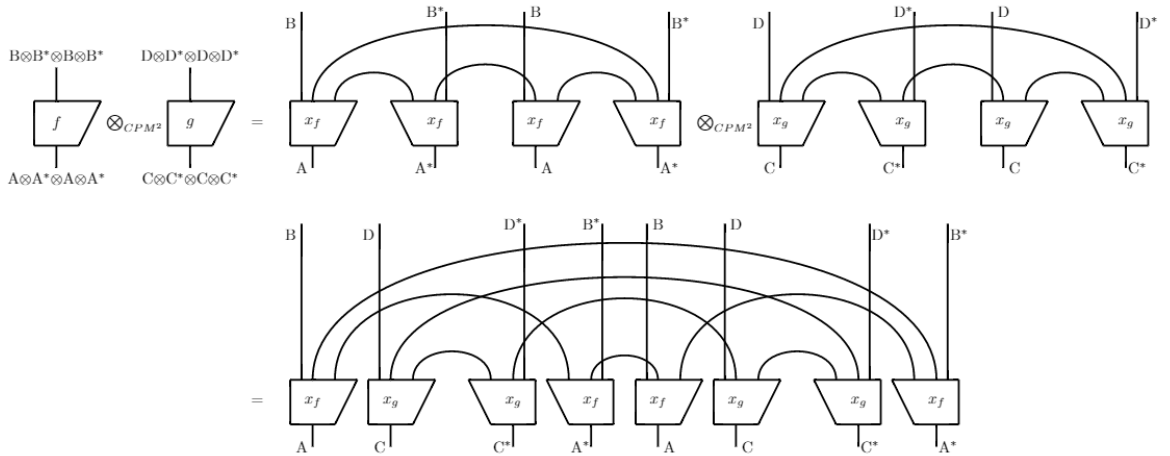 B B* B B* D D* D D*
B⊗B*⊗B⊗B* D⊗D*⊗D⊗D*
f ⊗CPM² g = x_f x_f x_f x_f ⊗CPM² x_g x_g x_g x_g
A A* A A* C C* C C*
A⊗A*⊗A⊗A* C⊗C*⊗C⊗C*
B D D* B* B D D* B*
= x_f x_g x_g x_f x_f x_g x_g x_f
A C C* A* A C C* A*